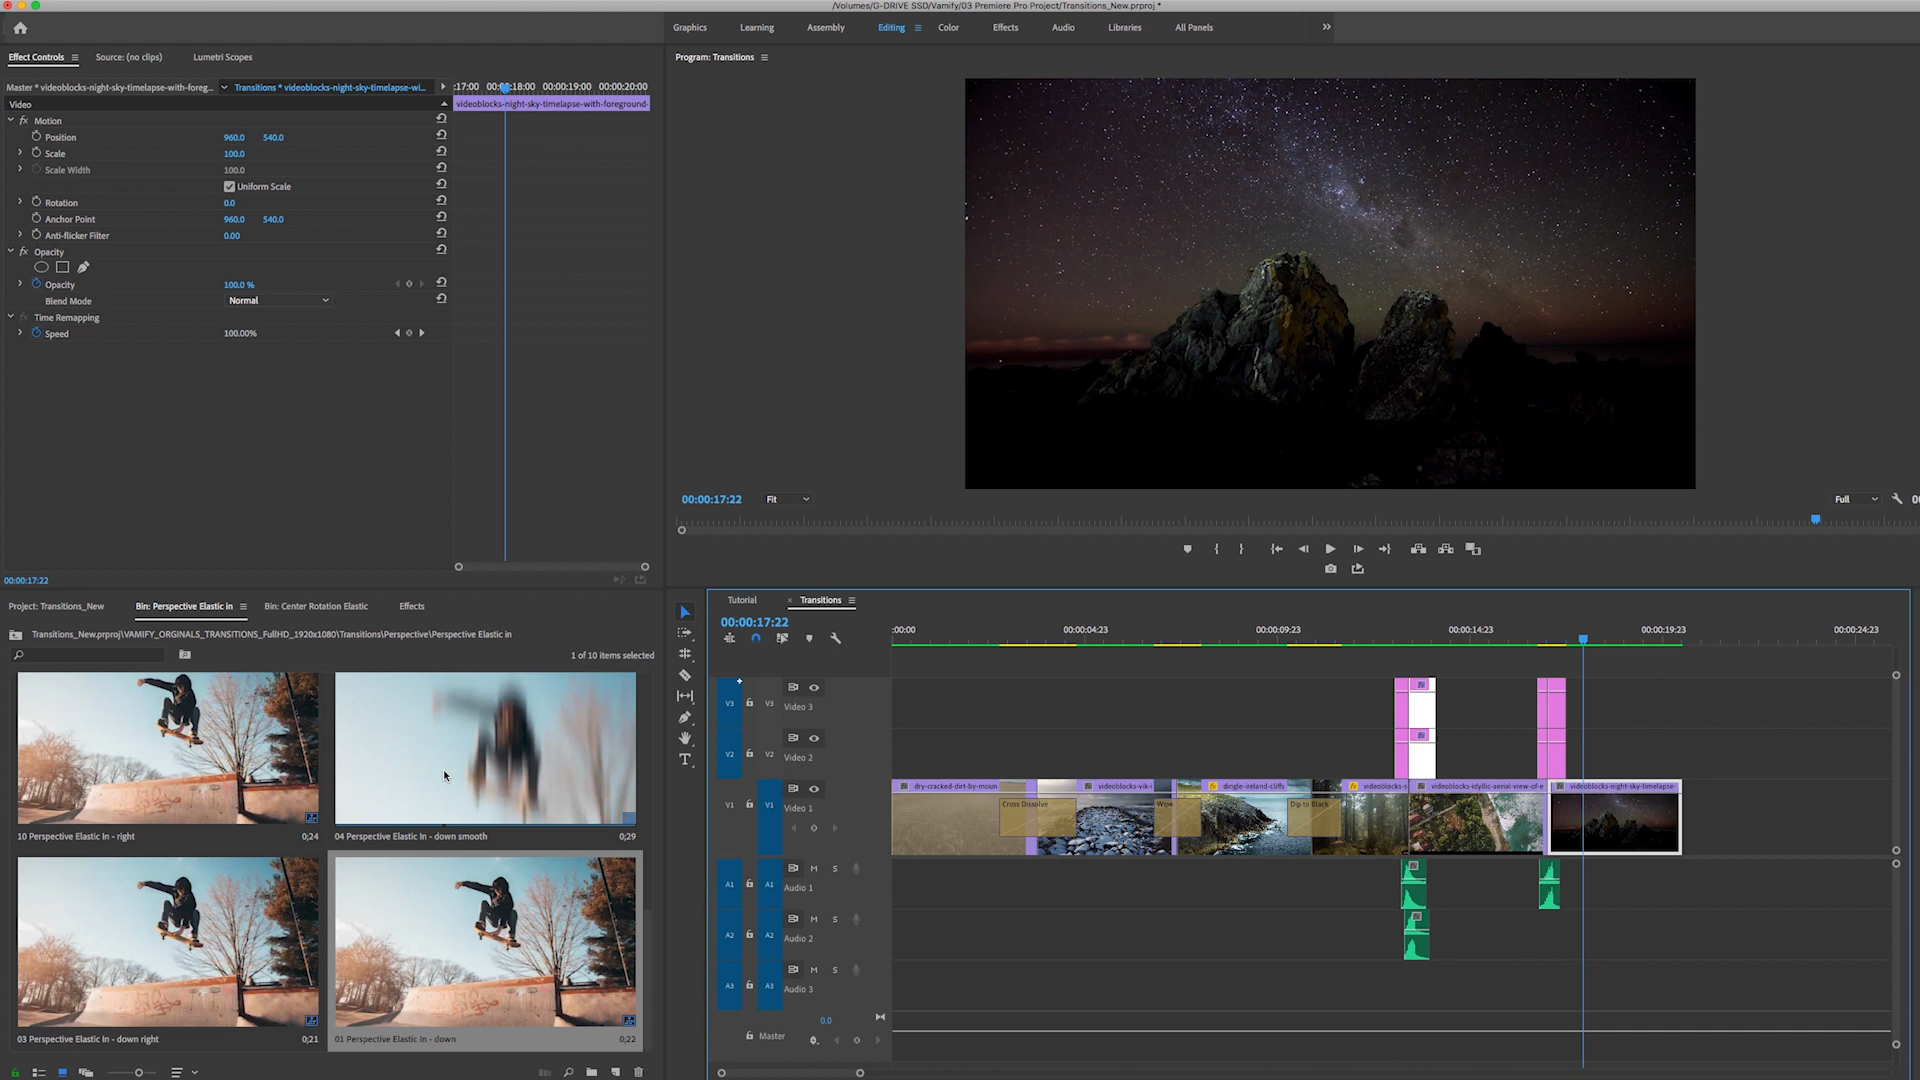 /Volumes/G-DRIVE SSD/Vamify/03 Premiere Pro Project/Transitions_New.prproj *
Graphics Learning Assembly Editing Color Effects Audio Libraries All Panels
Effect Controls Source: (no clips) Lumetri Scopes
Program: Transitions
Master * videoblocks-night-sky-timelapse-with-foreg... Transitions * videoblocks-night-sky-timelapse-wi... :17:00 00:00:18:00 00:00:19:00 00:00:20:00
Video videoblocks-night-sky-timelapse-with-foreground-
fx Motion
Position 960.0 540.0
Scale 100.0
Scale Width 100.0
Uniform Scale
Rotation 0.0
Anchor Point 960.0 540.0
Anti-flicker Filter 0.00
fx Opacity
Opacity 100.0 %
Blend Mode Normal
fx Time Remapping
Speed 100.00%
00:00:17:22 Fit Full 00
00:00:17:22
Project: Transitions_New Bin: Perspective Elastic in Bin: Center Rotation Elastic Effects
Transitions_New.prproj\VAMIFY_ORGINALS_TRANSITIONS_FullHD_1920x1080\Transitions\Perspective\Perspective Elastic in
1 of 10 items selected
10 Perspective Elastic In - right 0;24
04 Perspective Elastic In - down smooth 0;29
03 Perspective Elastic In - down right 0;21
01 Perspective Elastic In - down 0;22
Tutorial × Transitions
00:00:17:22
:00:00 00:00:04:23 00:00:09:23 00:00:14:23 00:00:19:23 00:00:24:23
V3 V3 Video 3
V2 V2 Video 2
V1 V1 Video 1
dry-cracked-dirt-by-moun videoblocks-vik-i dingle-ireland-cliffs videoblocks-s videoblocks-idyllic-aerial-view-of-e videoblocks-night-sky-timelapse-
Cross Dissolve Wipe Dip to Black
A1 A1 M S Audio 1
A2 A2 M S Audio 2
A3 A3 M S Audio 3
0.0
Master